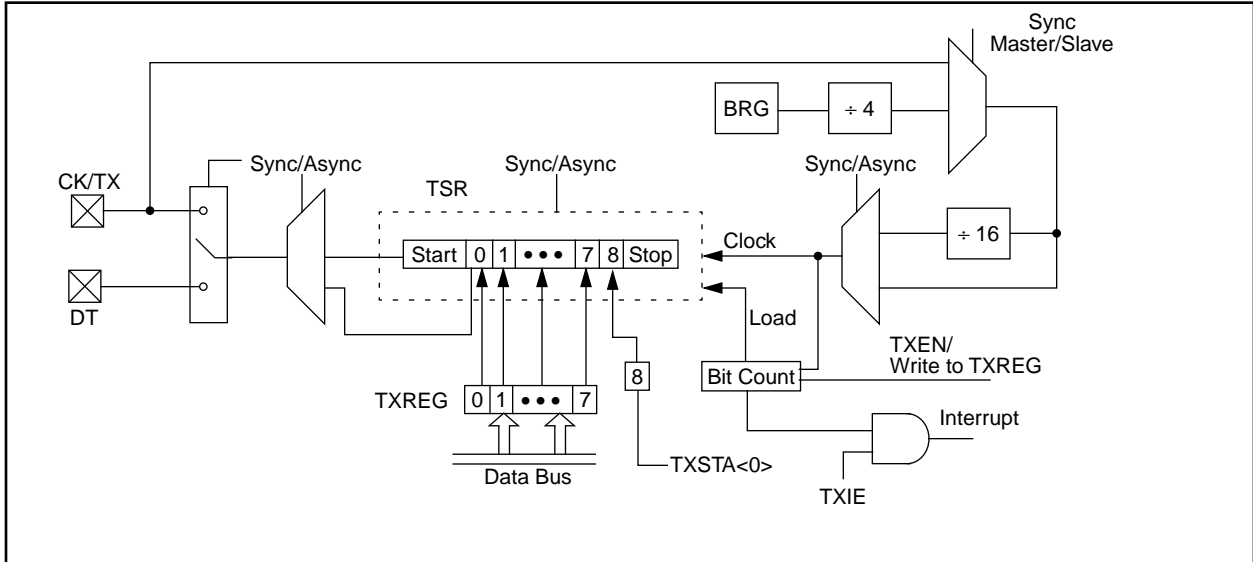 Sync
Master/Slave
BRG
÷ 4
Sync/Async
Sync/Async
Sync/Async
CK/TX
TSR
÷ 16
Start 0 1 ••• 7 8 Stop
Clock
DT
Load
TXEN/
Write to TXREG
8
Bit Count
TXREG 0 1 ••• 7
Interrupt
TXSTA<0>
Data Bus
TXIE